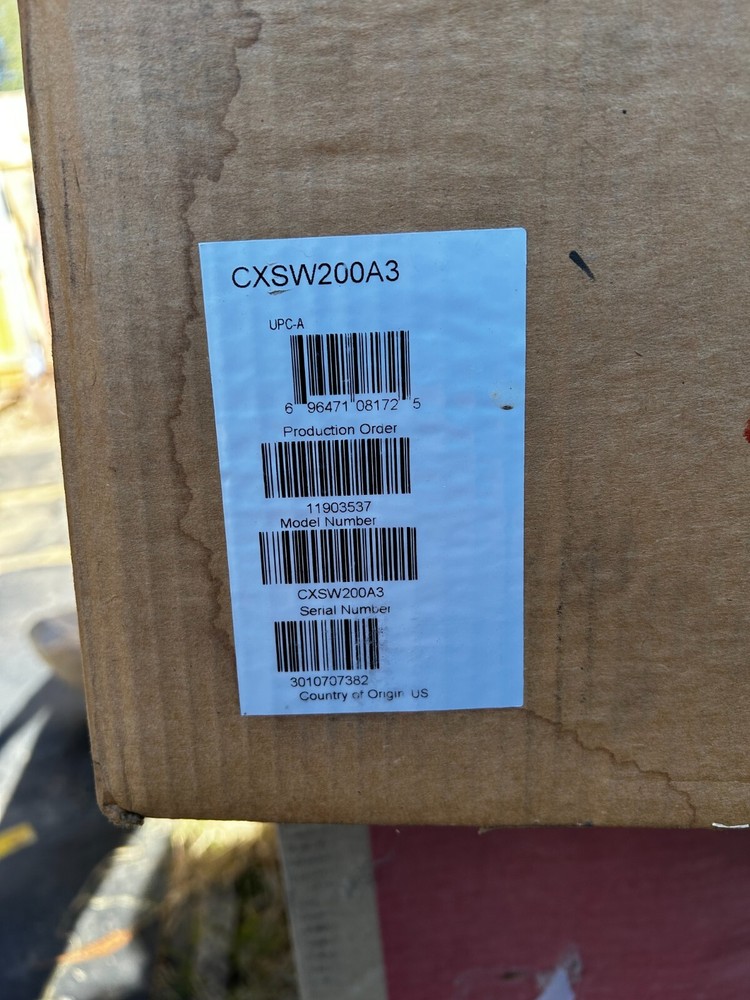 CXSW200A3
UPC-A
6 96471 08172 5
Production Order
11903537
Model Number
CXSW200A3
Serial Number
3010707382
Country of Origin US